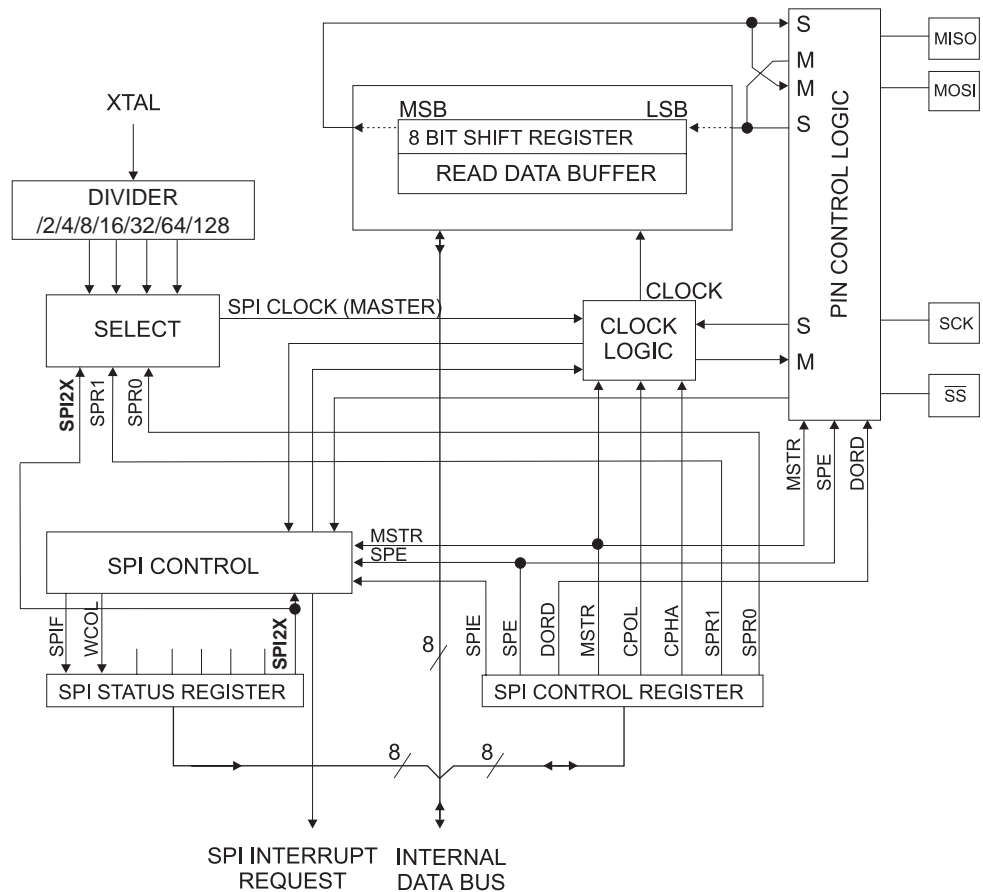 S
MISO
M
XTAL
MSB
LSB
M
MOSI
8 BIT SHIFT REGISTER
S
READ DATA BUFFER
DIVIDER
/2/4/8/16/32/64/128
PIN CONTROL LOGIC
SPI CLOCK (MASTER)
CLOCK
SELECT
CLOCK
LOGIC
S
SCK
M
SPI2X
SPR1
SPR0
SS
MSTR
SPE
DORD
MSTR
SPE
SPI CONTROL
SPIF
WCOL
SPI2X
8
SPIE
SPE
DORD
MSTR
CPOL
CPHA
SPR1
SPR0
SPI STATUS REGISTER
SPI CONTROL REGISTER
8
8
SPI INTERRUPT
REQUEST
INTERNAL
DATA BUS